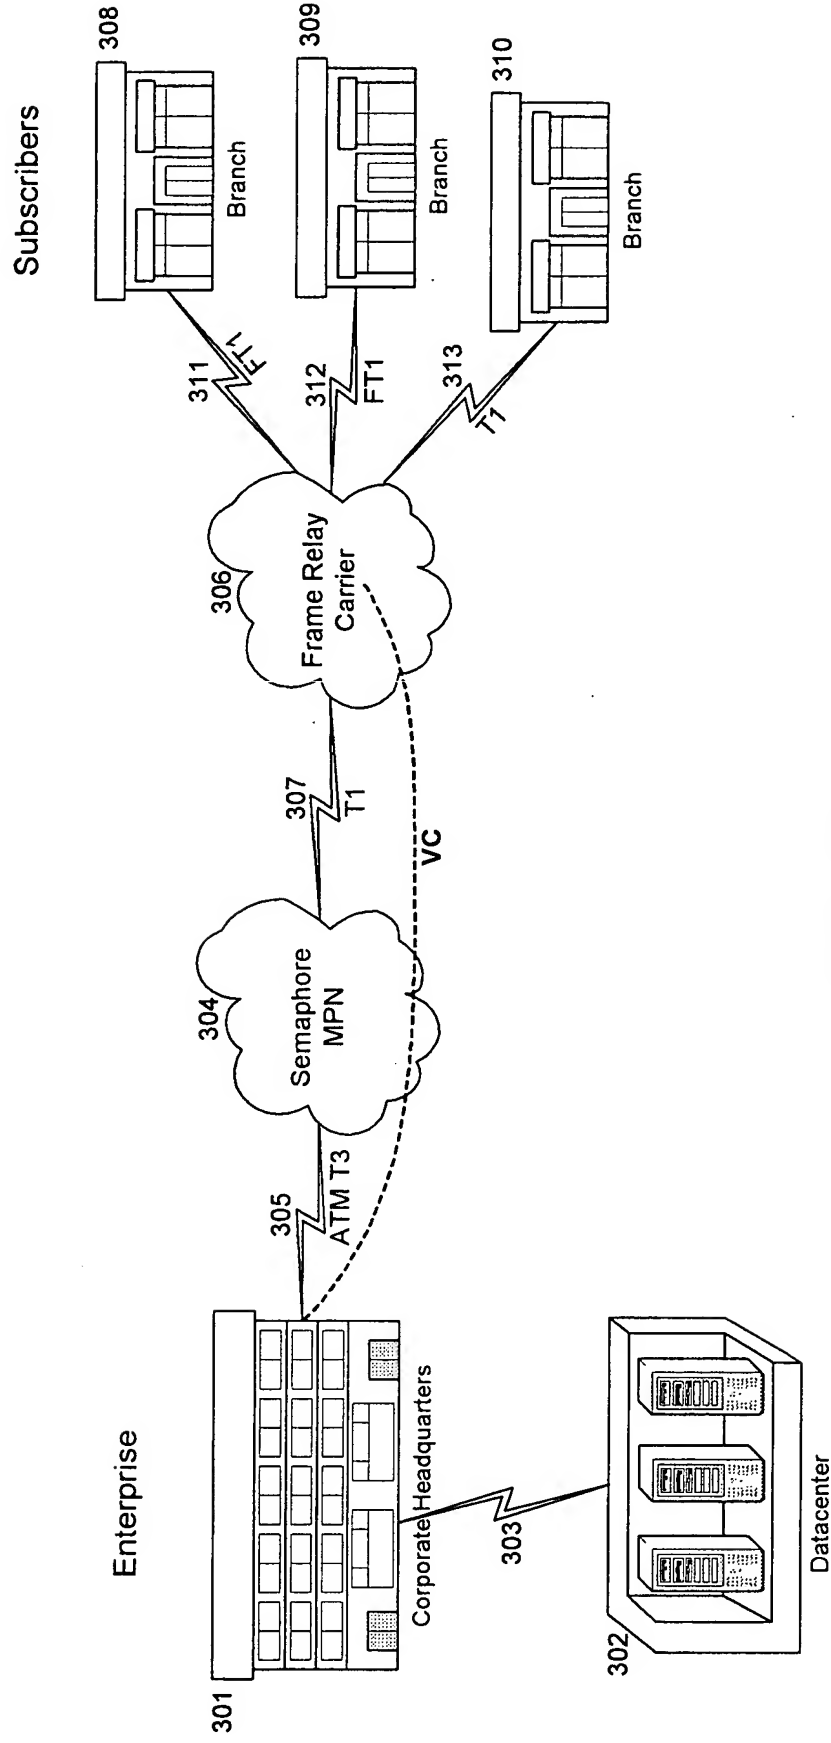 Enterprise
Subscribers
301
Corporate Headquarters
303
302
Datacenter
305
ATM T3
304
Semaphore
MPN
307
T1
VC
306
Frame Relay
Carrier
311
FT1
312
FT1
313
T1
308
Branch
309
Branch
310
Branch